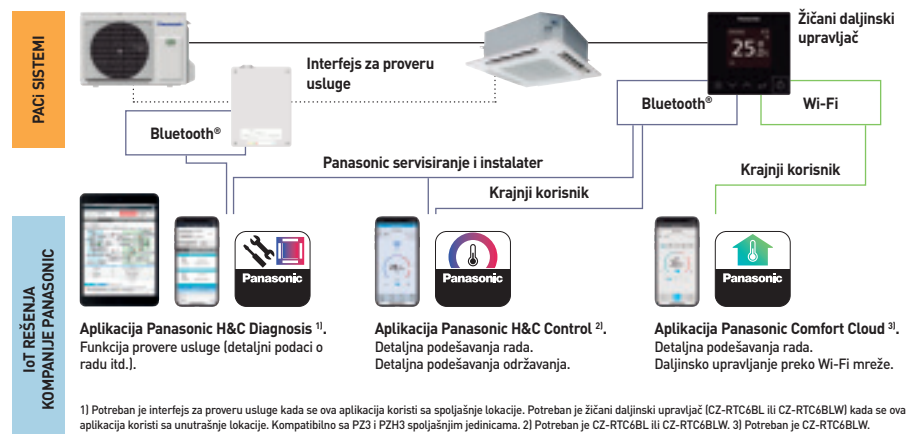 PACi SISTEMI
Žičani daljinski
upravljač
Interfejs za proveru
usluge
Bluetooth®
Bluetooth®
Wi-Fi
Panasonic servisiranje i instalater
Krajnji korisnik
Krajnji korisnik
IoT REŠENJA
KOMPANIJE PANASONIC
Panasonic
Panasonic
Panasonic
Aplikacija Panasonic H&C Diagnosis 1).
Funkcija provere usluge (detaljni podaci o
radu itd.).
Aplikacija Panasonic H&C Control 2).
Detaljna podešavanja rada.
Detaljna podešavanja održavanja.
Aplikacija Panasonic Comfort Cloud 3).
Detaljna podešavanja rada.
Daljinsko upravljanje preko Wi-Fi mreže.
1) Potreban je interfejs za proveru usluge kada se ova aplikacija koristi sa spoljašnje lokacije. Potreban je žičani daljinski upravljač (CZ-RTC6BL ili CZ-RTC6BLW) kada se ova
aplikacija koristi sa unutrašnje lokacije. Kompatibilno sa PZ3 i PZH3 spoljašnjim jedinicama. 2) Potreban je CZ-RTC6BL ili CZ-RTC6BLW. 3) Potreban je CZ-RTC6BLW.